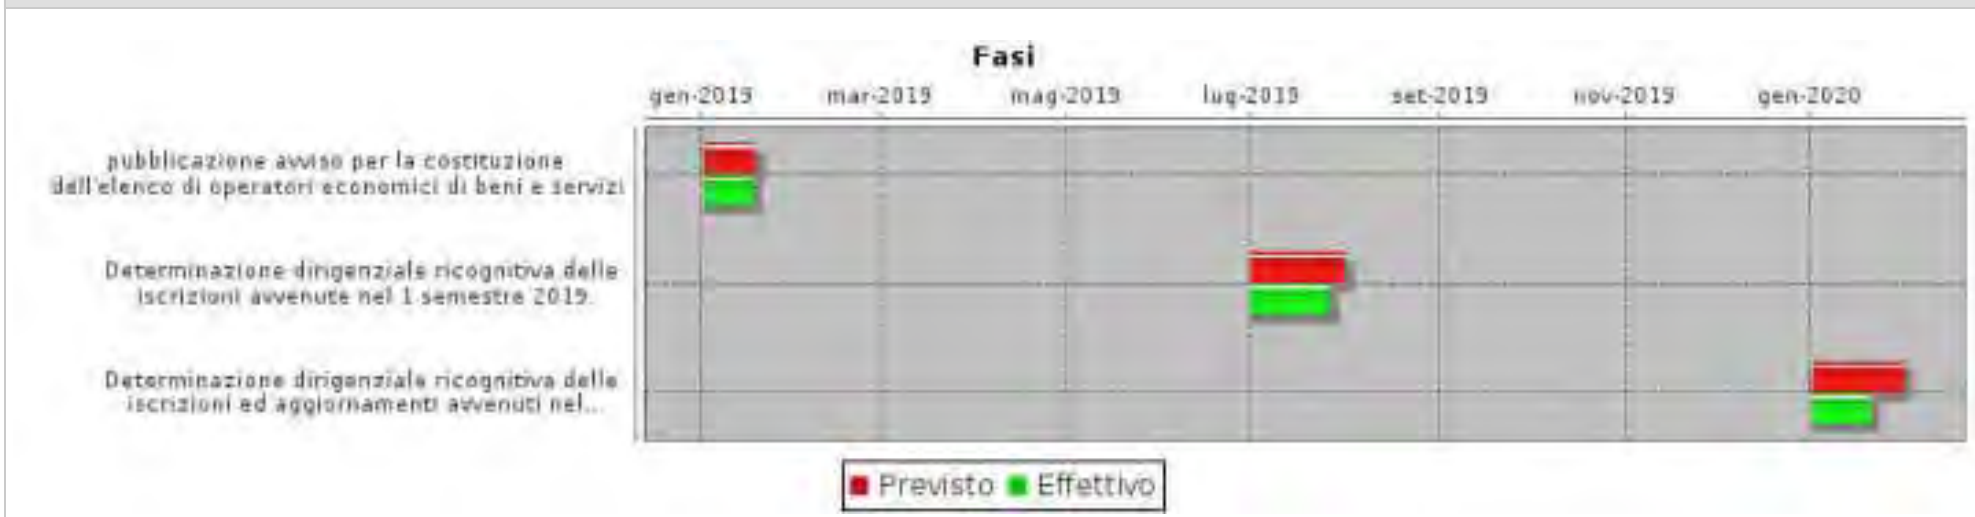 Fasi
gen-2019 mar-2019 mag-2019 lug-2019 set-2019 nov-2019 gen-2020
pubblicazione avviso per la costituzione
dell'elenco di operatori economici di beni e servizi
Determinazione dirigenziale ricognitiva delle
iscrizioni avvenute nel 1 semestre 2019.
Determinazione dirigenziale ricognitiva delle
iscrizioni ed aggiornamenti avvenuti nel...
Previsto Effettivo